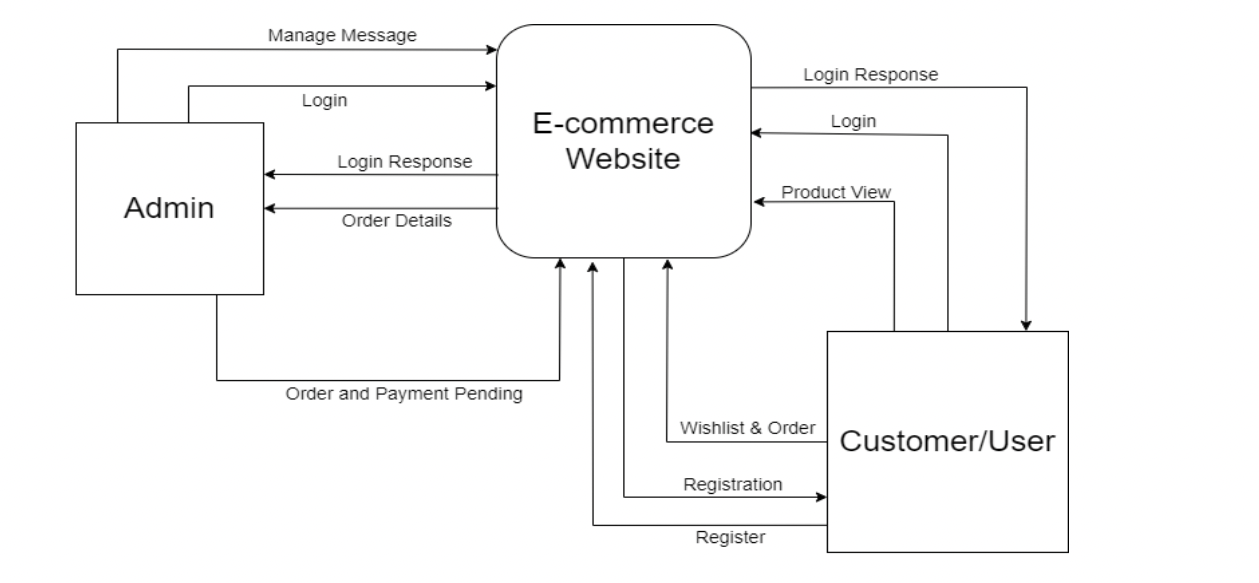 Manage Message
Login Response
Login
Login
E-commerce
Website
Login Response
Product View
Admin
Order Details
Order and Payment Pending
Wishlist & Order
Customer/User
Registration
Register